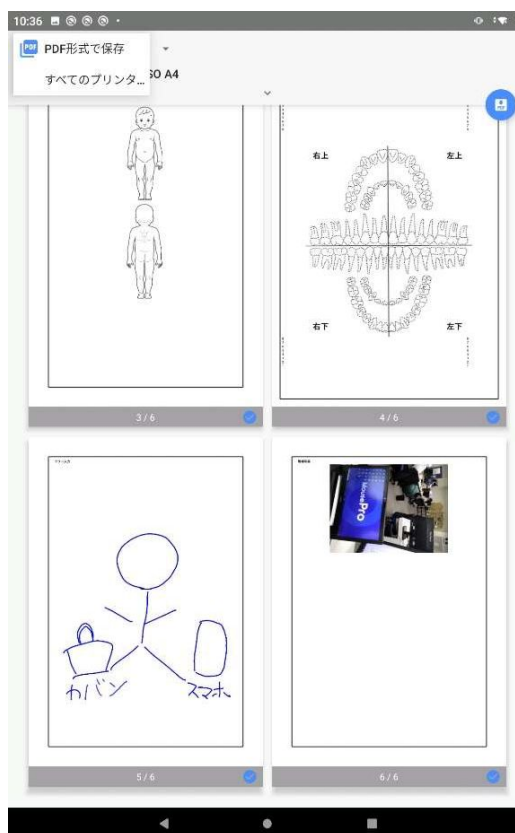 10:36
PDF形式で保存
すべてのプリンタ...
SO A4
PDF
右上
左上
右下
左下
3 / 6
4 / 6
カバン
スマホ
MousePro
5 / 6
6 / 6